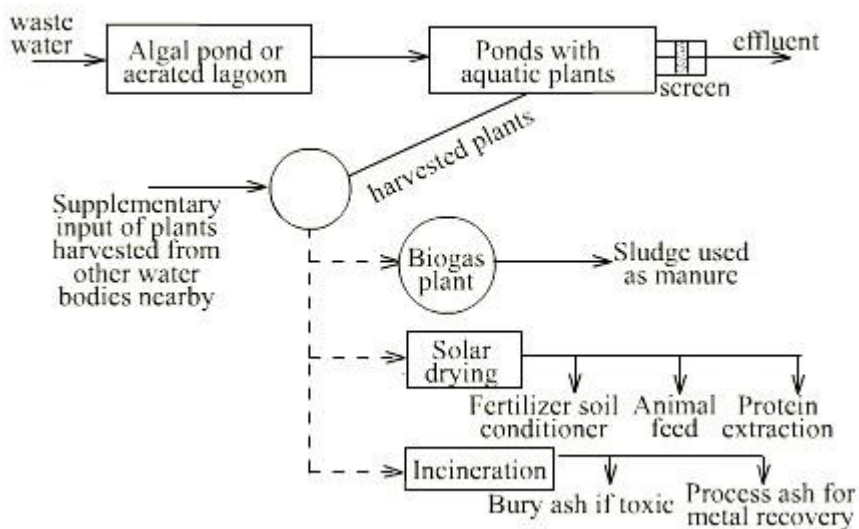 waste
water
Algal pond or
aerated lagoon
Ponds with
aquatic plants
effluent
screen
harvested plants
Supplementary
input of plants
harvested from
other water
bodies nearby
Biogas
plant
Sludge used
as manure
Solar
drying
Fertilizer soil
conditioner
Animal
feed
Protein
extraction
Incineration
Bury ash if toxic
Process ash for
metal recovery